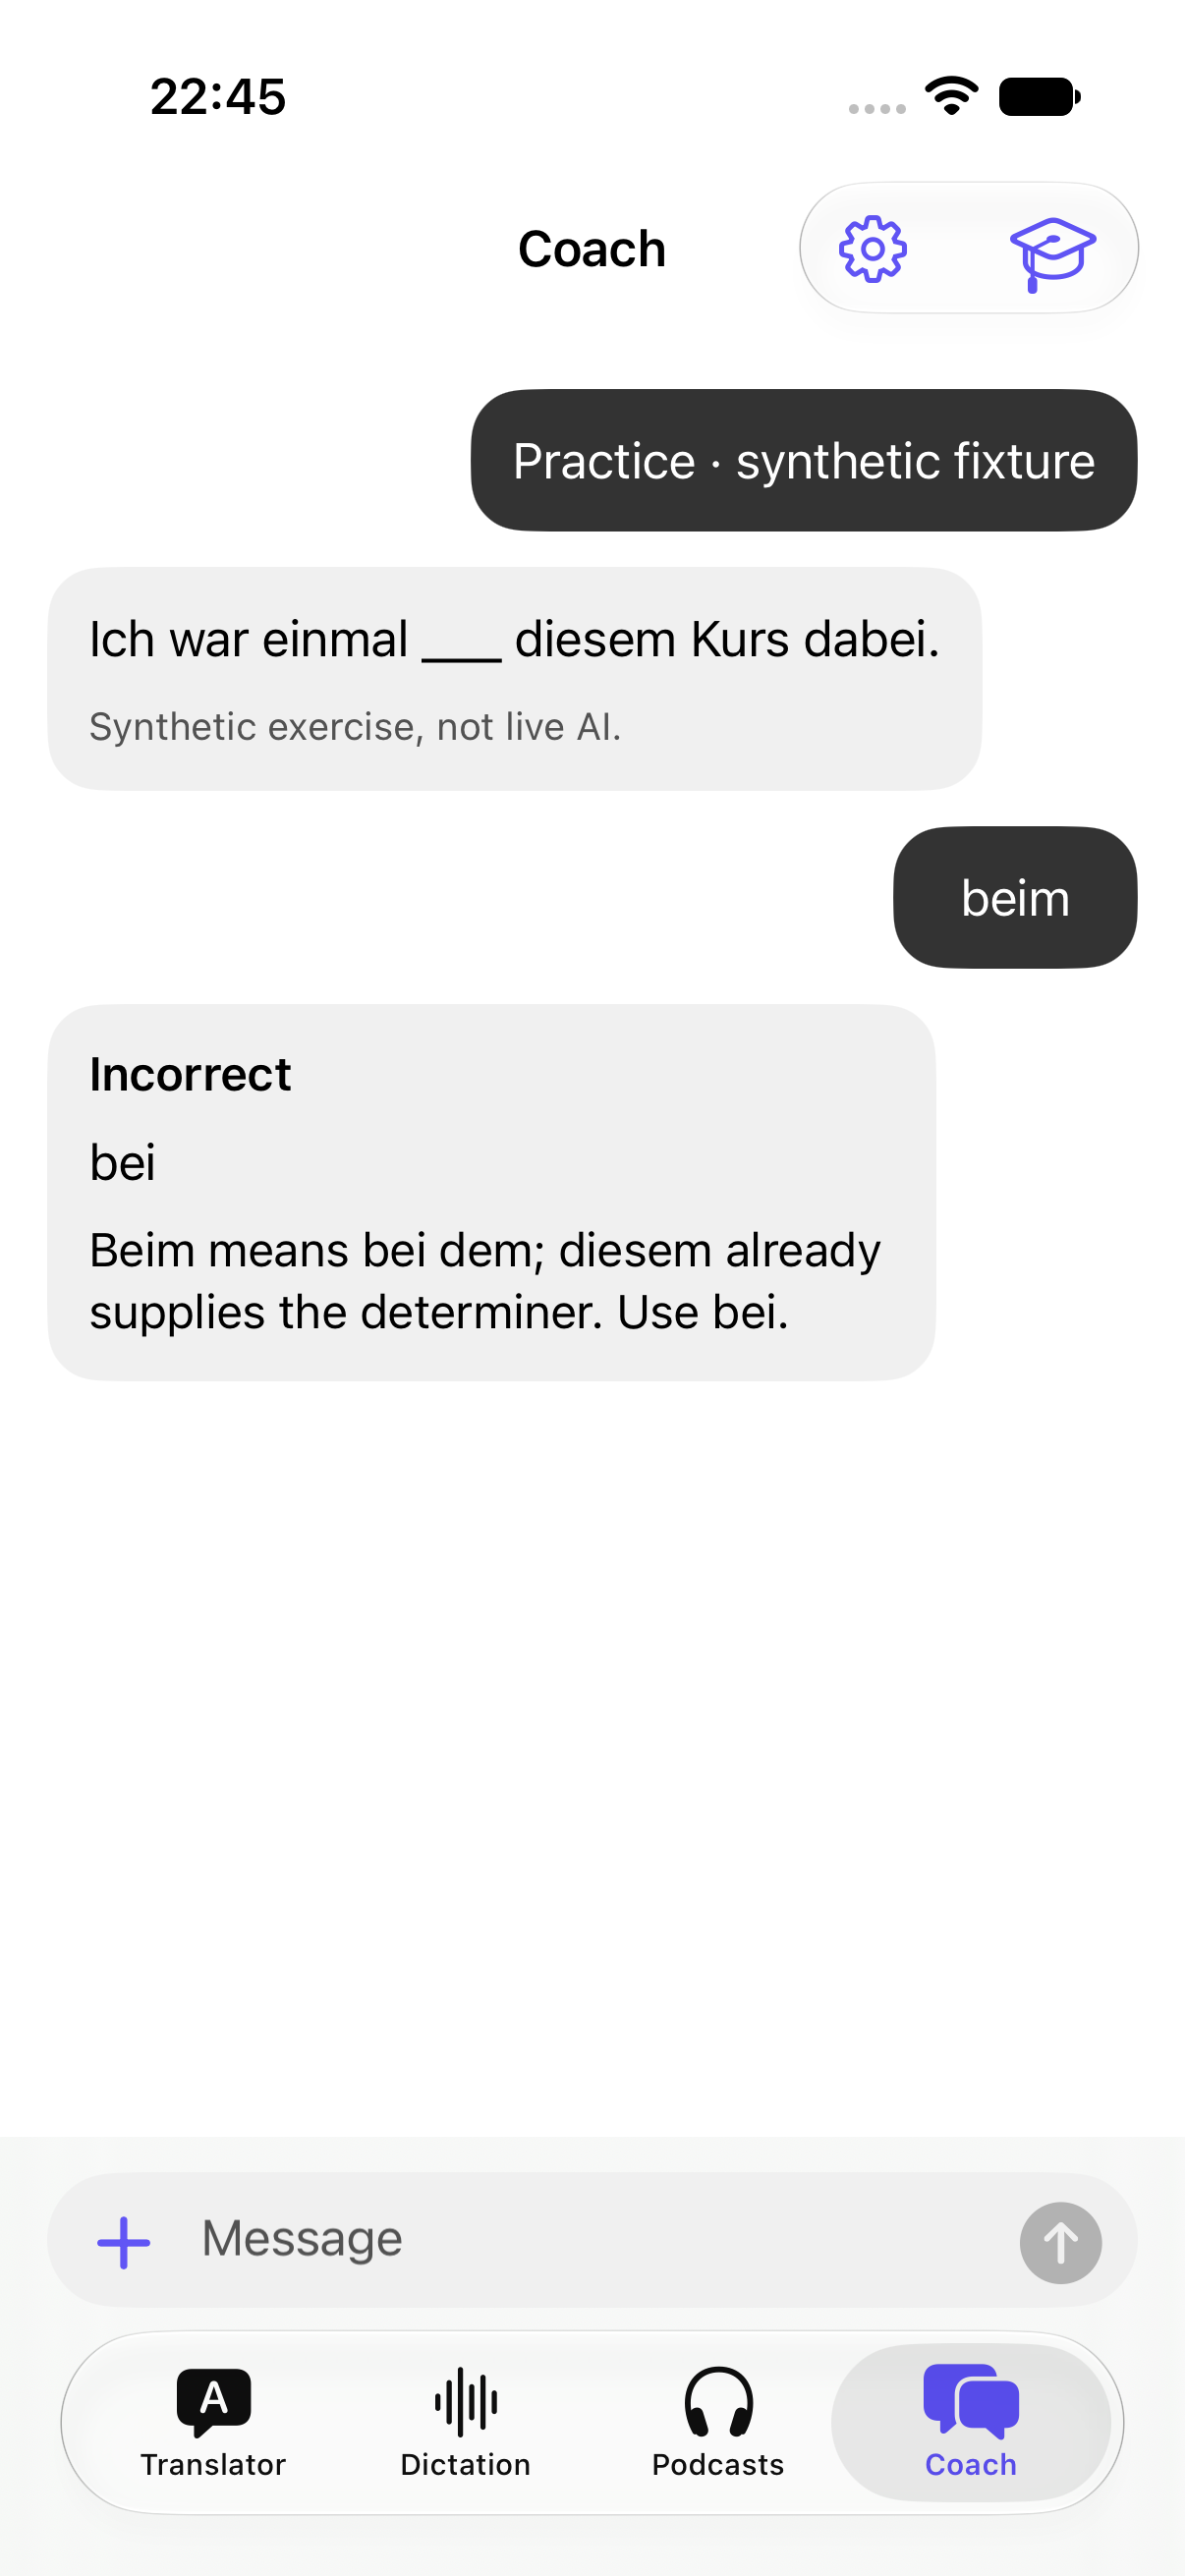 22:45
Coach
Practice · synthetic fixture
Ich war einmal ____ diesem Kurs dabei.
Synthetic exercise, not live AI.
beim
Incorrect
bei
Beim means bei dem; diesem already
supplies the determiner. Use bei.
Message
A
Translator
Dictation
Podcasts
Coach